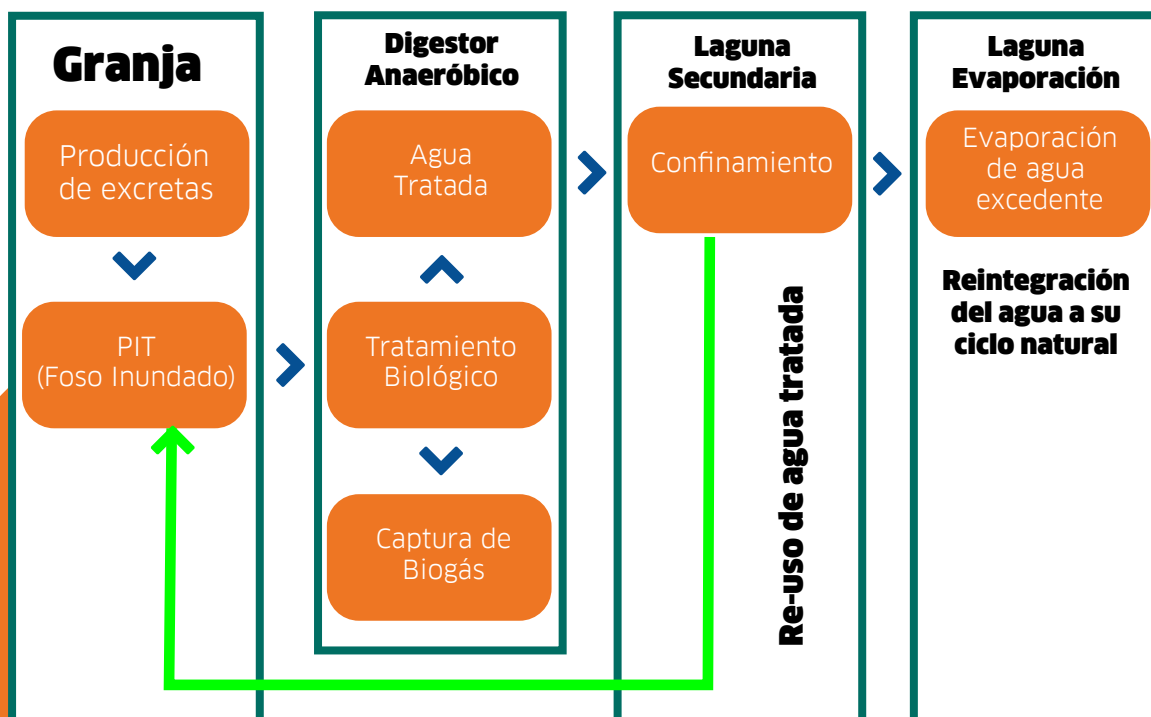 Granja
Producción
de excretas
PIT
(Foso Inundado)
Digestor
Anaeróbico
Agua
Tratada
Tratamiento
Biológico
Captura de
Biogás
Laguna
Secundaria
Confinamiento
Re-uso de agua tratada
Laguna
Evaporación
Evaporación
de agua
excedente
Reintegración
del agua a su
ciclo natural